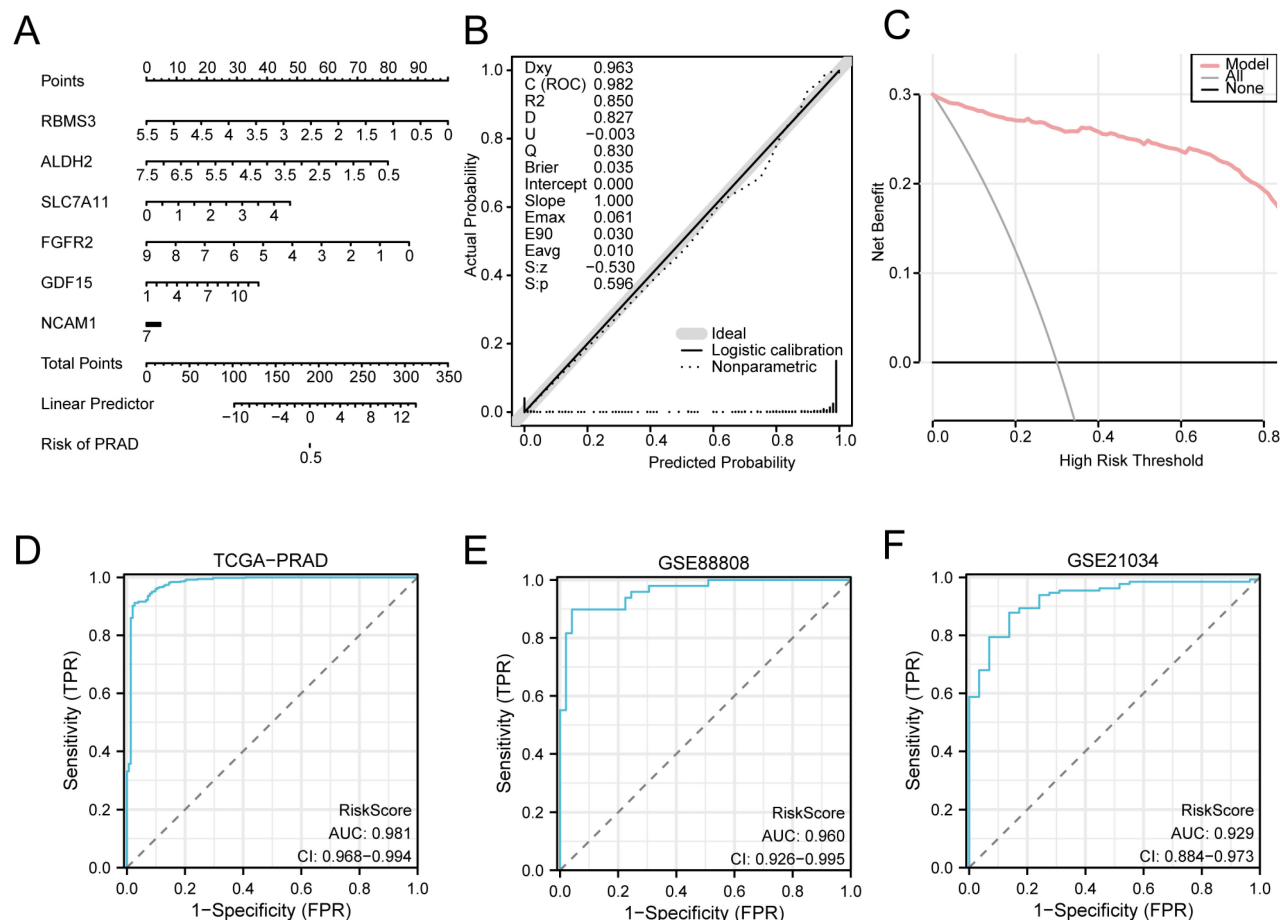 A
Points
0 10 20 30 40 50 60 70 80 90
RBMS3
5.5 5 4.5 4 3.5 3 2.5 2 1.5 1 0.5 0
ALDH2
7.5 6.5 5.5 4.5 3.5 2.5 1.5 0.5
SLC7A11
0 1 2 3 4
FGFR2
9 8 7 6 5 4 3 2 1 0
GDF15
1 4 7 10
NCAM1
7
Total Points
0 50 100 150 200 250 300 350
Linear Predictor
−10 −4 0 2 4 6 8 12
Risk of PRAD
0.5
B
Dxy 0.963
C (ROC) 0.982
R2 0.850
D 0.827
U −0.003
Q 0.830
Brier 0.035
Intercept 0.000
Slope 1.000
Emax 0.061
E90 0.030
Eavg 0.010
S:z −0.530
S:p 0.596
Ideal
Logistic calibration
Nonparametric
Actual Probability
1.0
0.8
0.6
0.4
0.2
0.0
0.0 0.2 0.4 0.6 0.8 1.0
Predicted Probability
C
Model
All
None
Net Benefit
0.3
0.2
0.1
0.0
0.0 0.2 0.4 0.6 0.8
High Risk Threshold
D
TCGA−PRAD
Sensitivity (TPR)
1.0
0.8
0.6
0.4
0.2
0.0
RiskScore
AUC: 0.981
CI: 0.968−0.994
0.0 0.2 0.4 0.6 0.8 1.0
1−Specificity (FPR)
E
GSE88808
Sensitivity (TPR)
1.0
0.8
0.6
0.4
0.2
0.0
RiskScore
AUC: 0.960
CI: 0.926−0.995
0.0 0.2 0.4 0.6 0.8 1.0
1−Specificity (FPR)
F
GSE21034
Sensitivity (TPR)
1.0
0.8
0.6
0.4
0.2
0.0
RiskScore
AUC: 0.929
CI: 0.884−0.973
0.0 0.2 0.4 0.6 0.8 1.0
1−Specificity (FPR)